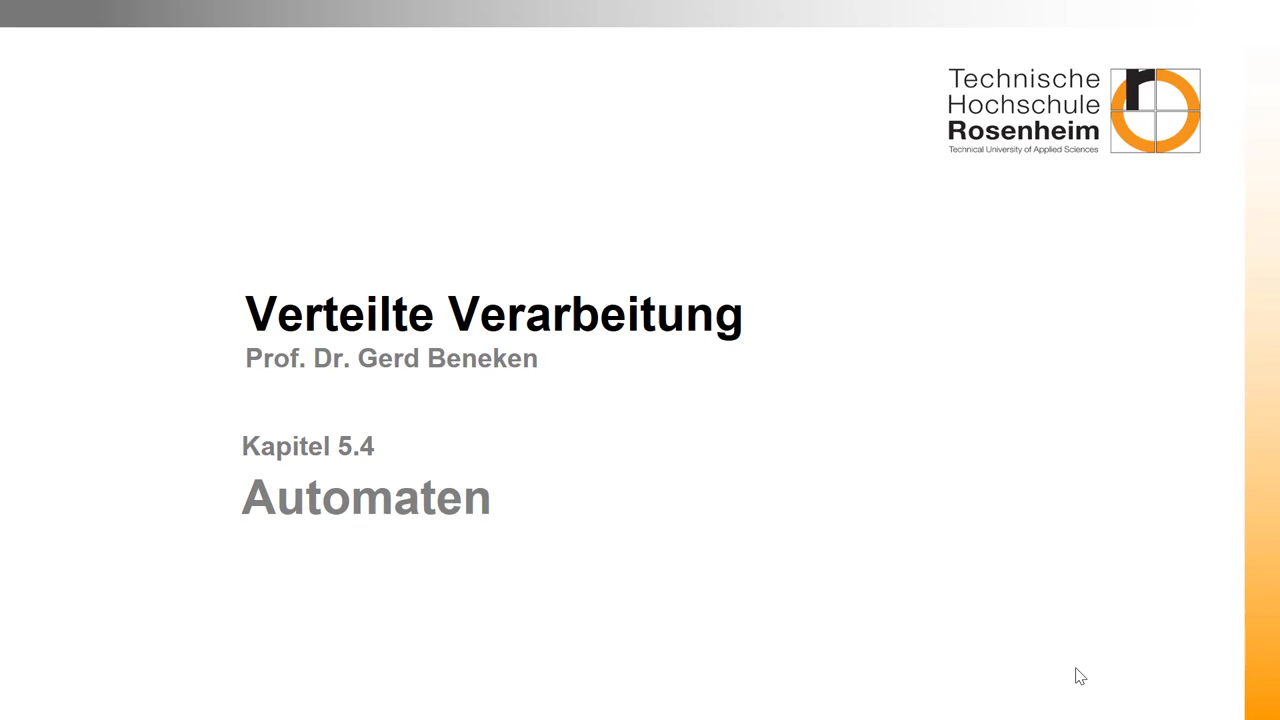 Technische
Hochschule
Rosenheim
Technical University of Applied Sciences
Verteilte Verarbeitung
Prof. Dr. Gerd Beneken
Kapitel 5.4
Automaten